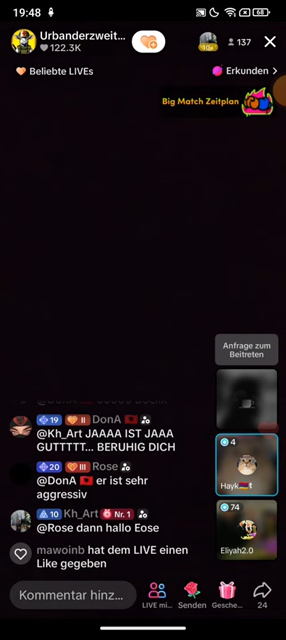 19:48
68
Urbanderzweit...
122.3K
137
Beliebte LIVEs
Erkunden >
Big Match Zeitplan
Anfrage zum
Beitreten
19 II DonA 🇦🇱
@Kh_Art JAAAA IST JAAA
GUTTTTT... BERUHIG DICH
20 III Rose
@DonA 🇦🇱 er ist sehr
aggressiv
10 Kh_Art Nr. 1
@Rose dann hallo Eose
mawoinb hat dem LIVE einen
Like gegeben
4
Hayk🇦🇲t
74
Eliyah2.0
Kommentar hinz...
LIVE mi...
Senden
Gesche...
24